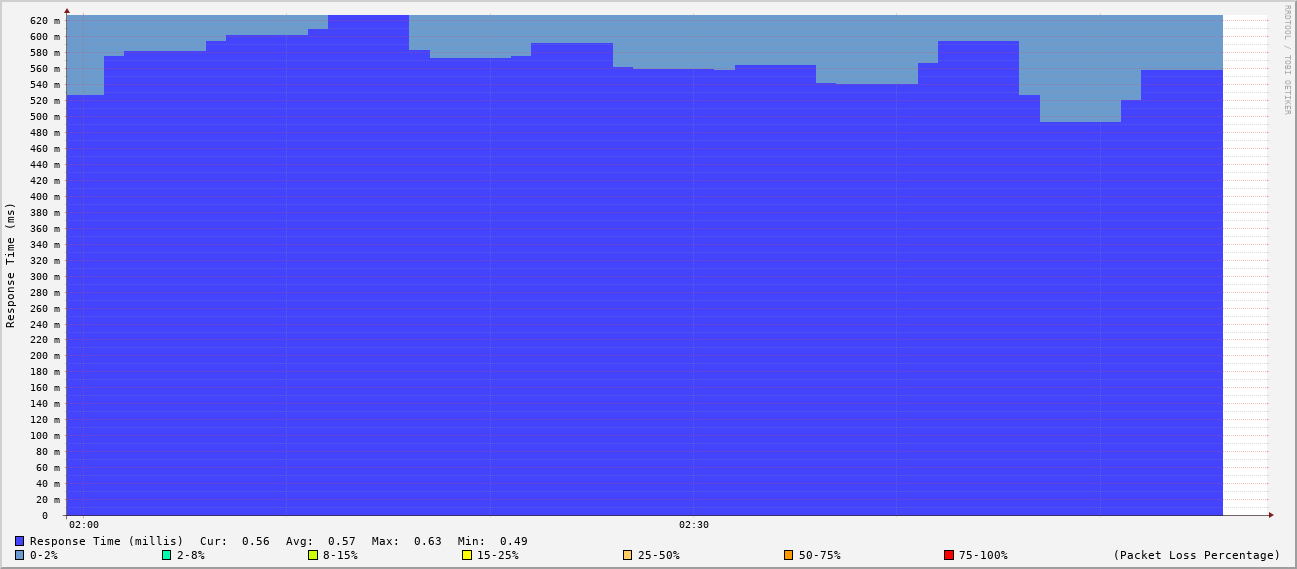 620 m
600 m
580 m
560 m
540 m
520 m
500 m
480 m
460 m
440 m
420 m
400 m
380 m
360 m
340 m
320 m
300 m
280 m
260 m
240 m
220 m
200 m
180 m
160 m
140 m
120 m
100 m
80 m
60 m
40 m
20 m
0
Response Time (ms)
RRDTOOL / TOBI OETIKER
02:00 02:30
Response Time (millis) Cur: 0.56 Avg: 0.57 Max: 0.63 Min: 0.49
0-2% 2-8% 8-15% 15-25% 25-50% 50-75% 75-100% (Packet Loss Percentage)